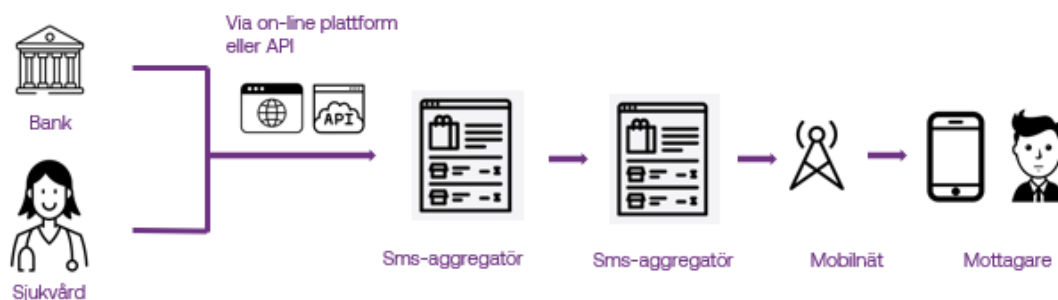 Via on-line plattform
eller API
API
Bank
Sms-aggregatör
Sms-aggregatör
Mobilnät
Mottagare
Sjukvård